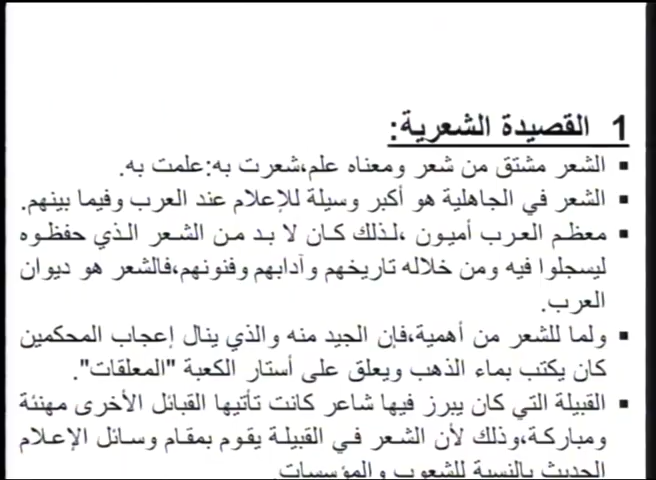 1 القصيدة الشعرية:
▪ الشعر مشتق من شعر ومعناه علم،شعرت به:علمت به.
▪ الشعر في الجاهلية هو أكبر وسيلة للإعلام عند العرب وفيما بينهم.
▪ معظم العرب أميون ،لذلك كان لا بد من الشعر الذي حفظوه
ليسجلوا فيه ومن خلاله تاريخهم وآدابهم وفنونهم،فالشعر هو ديوان
العرب.
▪ ولما للشعر من أهمية،فإن الجيد منه والذي ينال إعجاب المحكمين
كان يكتب بماء الذهب ويعلق على أستار الكعبة "المعلقات".
▪ القبيلة التي كان يبرز فيها شاعر كانت تأتيها القبائل الأخرى مهنئة
ومباركة،وذلك لأن الشعر في القبيلة يقوم بمقام وسائل الإعلام
الحديث بالنسبة للشعوب والمؤسسات.